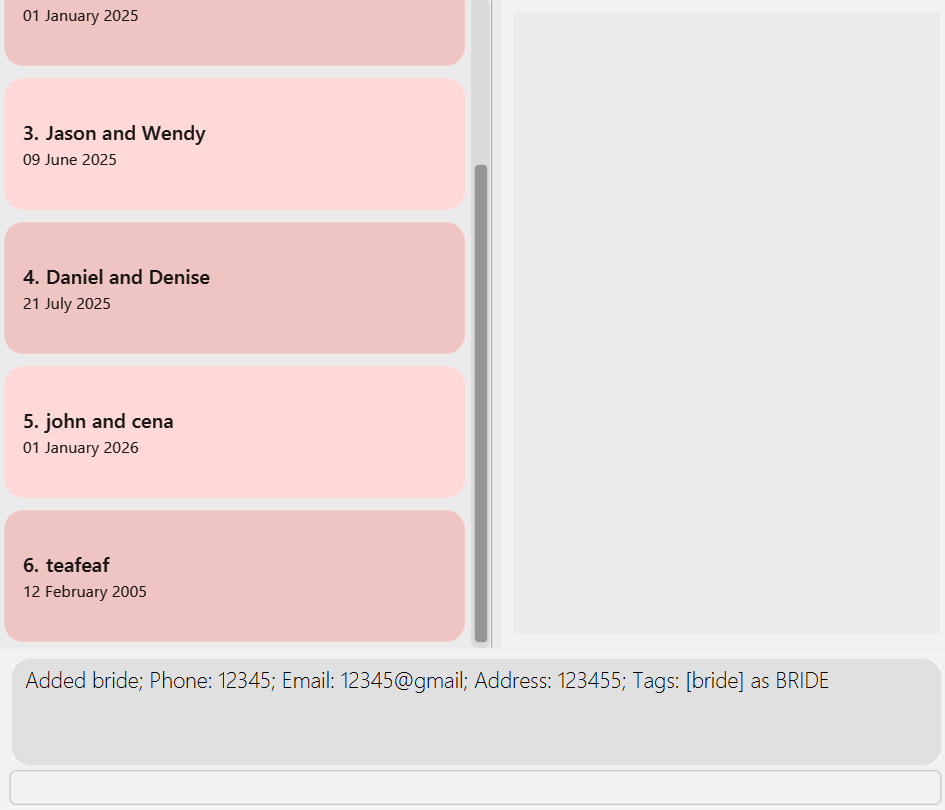 01 January 2025
3. Jason and Wendy
09 June 2025
4. Daniel and Denise
21 July 2025
5. john and cena
01 January 2026
6. teafeaf
12 February 2005
Added bride; Phone: 12345; Email: 12345@gmail; Address: 123455; Tags: [bride] as BRIDE